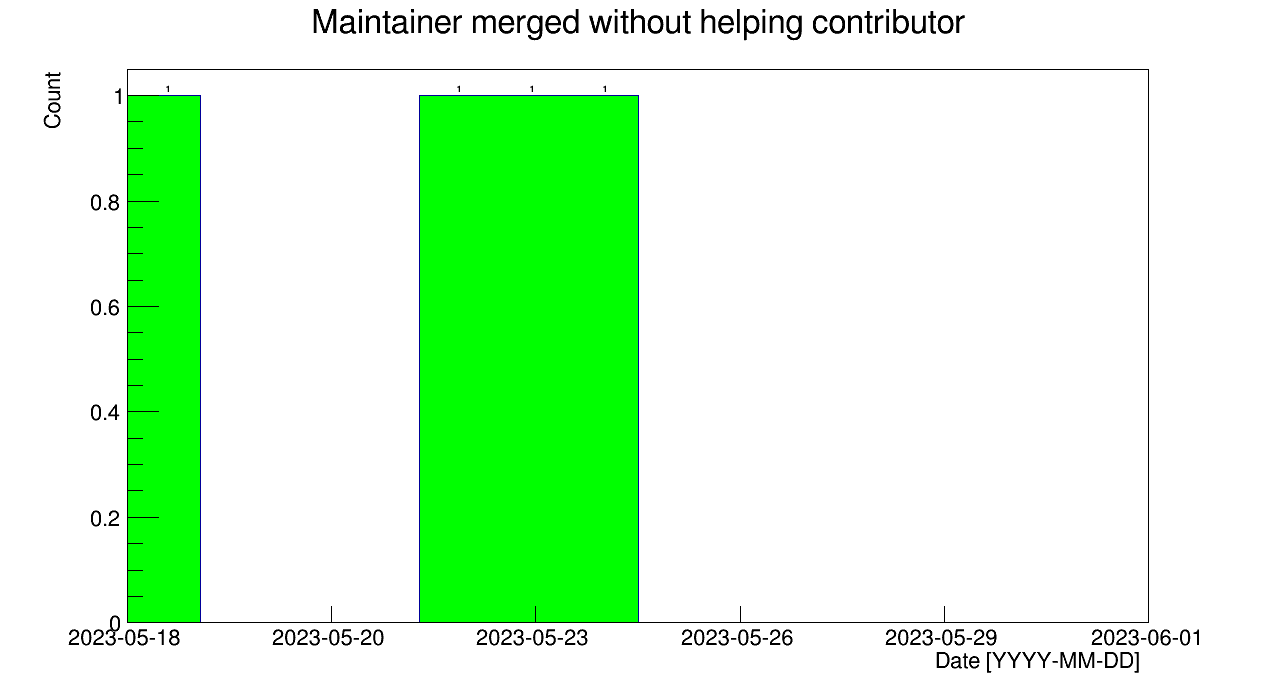 Maintainer merged without helping contributor
Count
1 1 1 1
1
0.8
0.6
0.4
0.2
0
2023-05-18 2023-05-20 2023-05-23 2023-05-26 2023-05-29 2023-06-01
Date [YYYY-MM-DD]